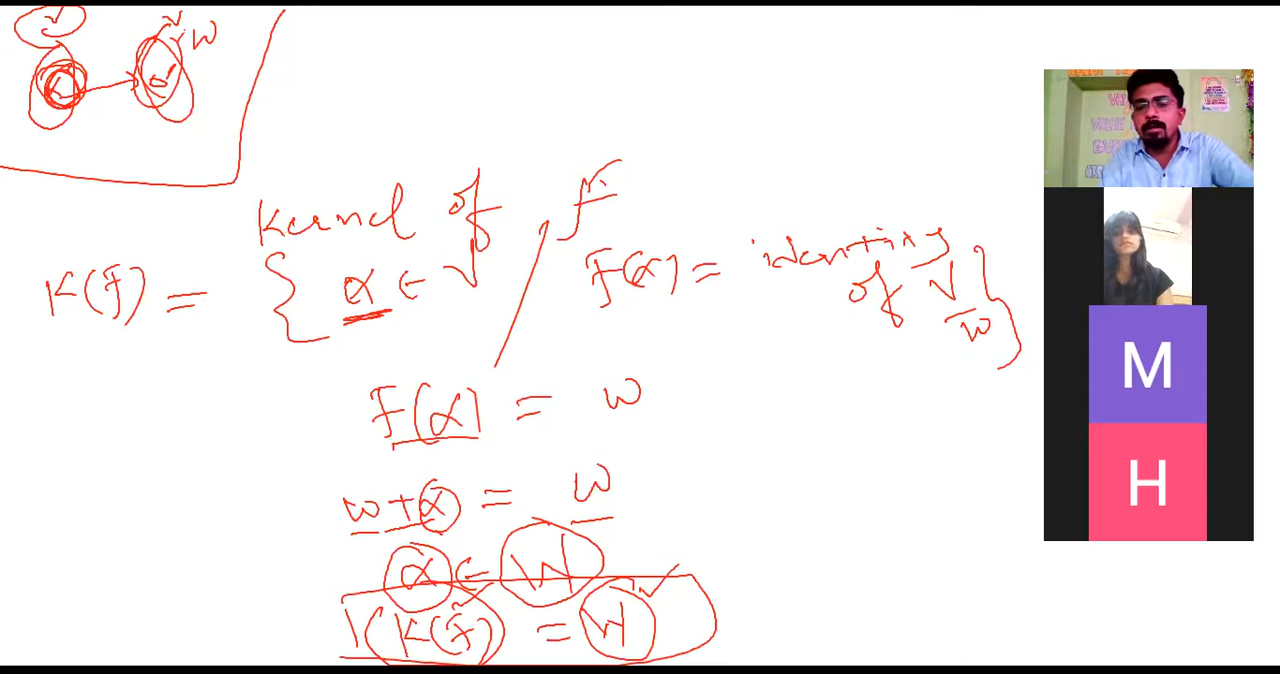 V
V
W
Kernel of F
K(F) = { α ∈ V / F(α) = identity of V/W }
F(α) = W
W + α = W
α ∈ W
K(F) = W
M
H